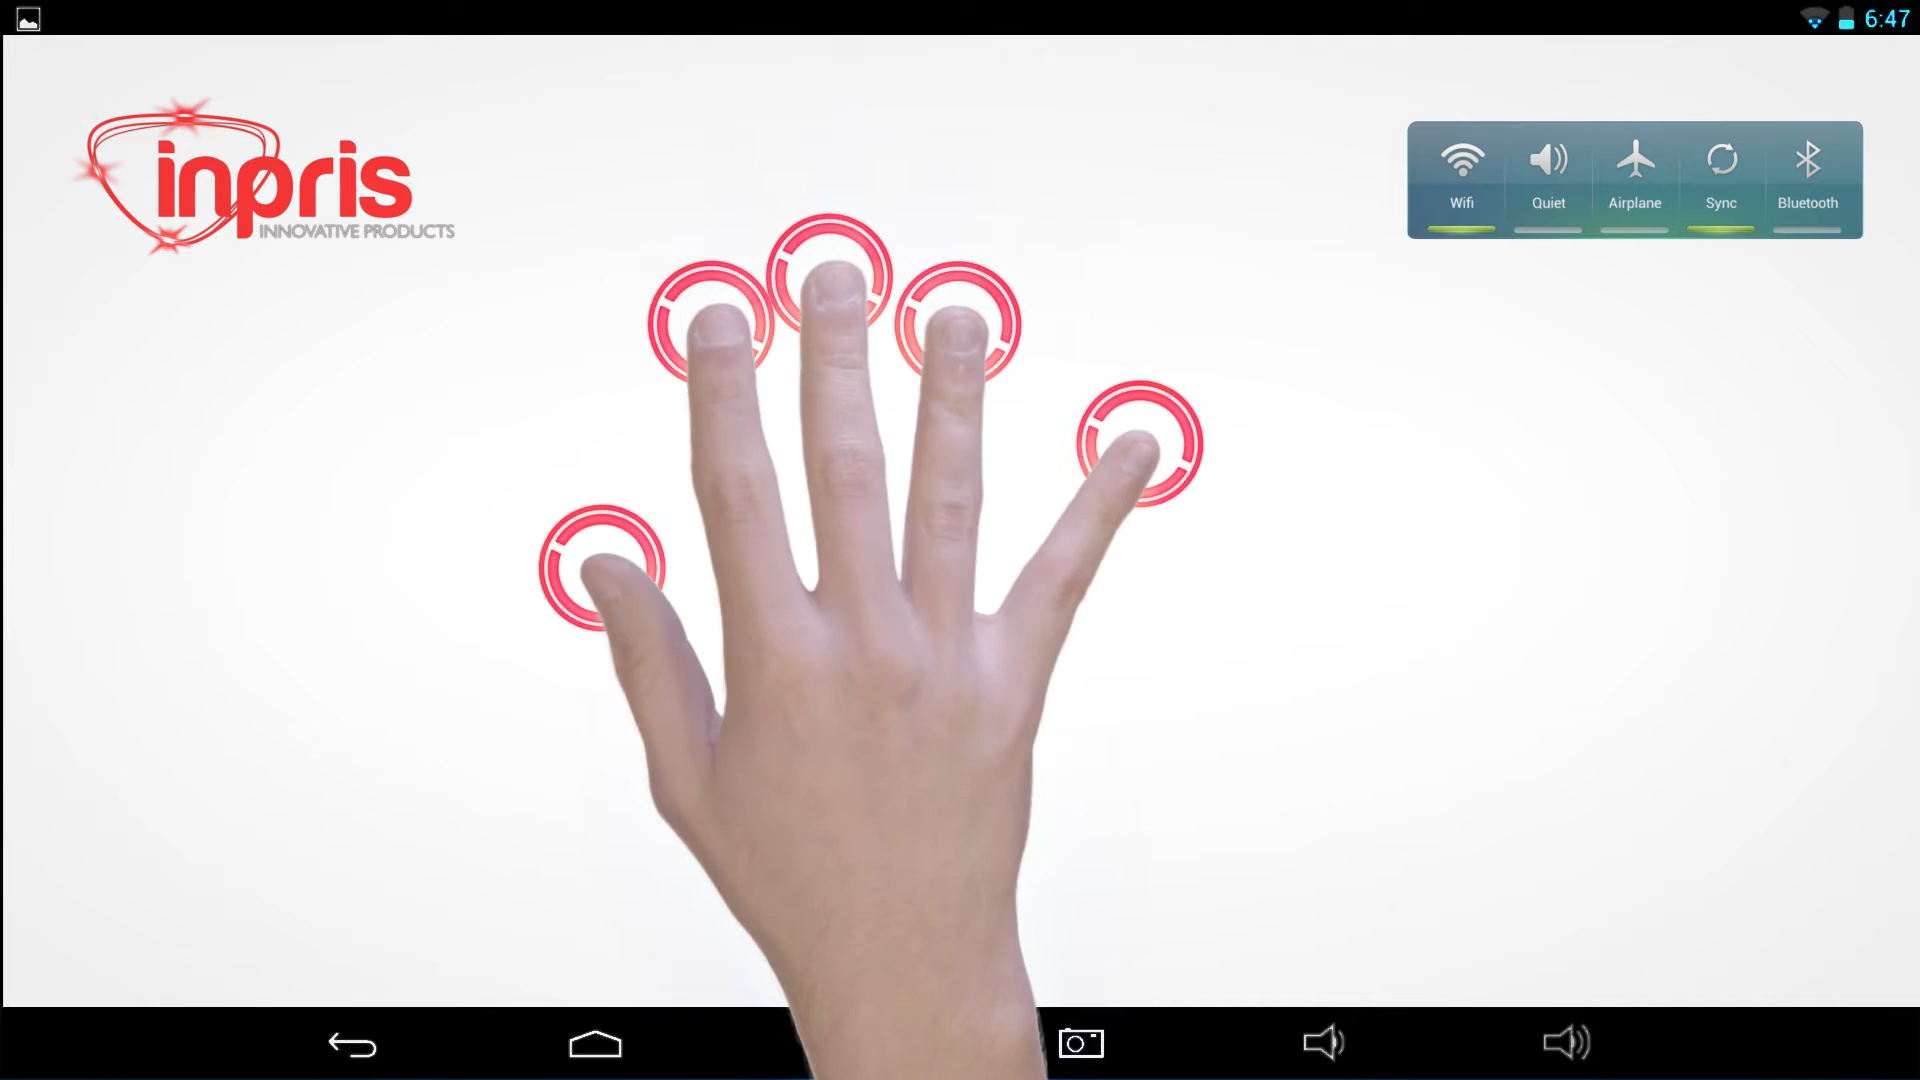 6:47
inpris
INNOVATIVE PRODUCTS
Wifi
Quiet
Airplane
Sync
Bluetooth